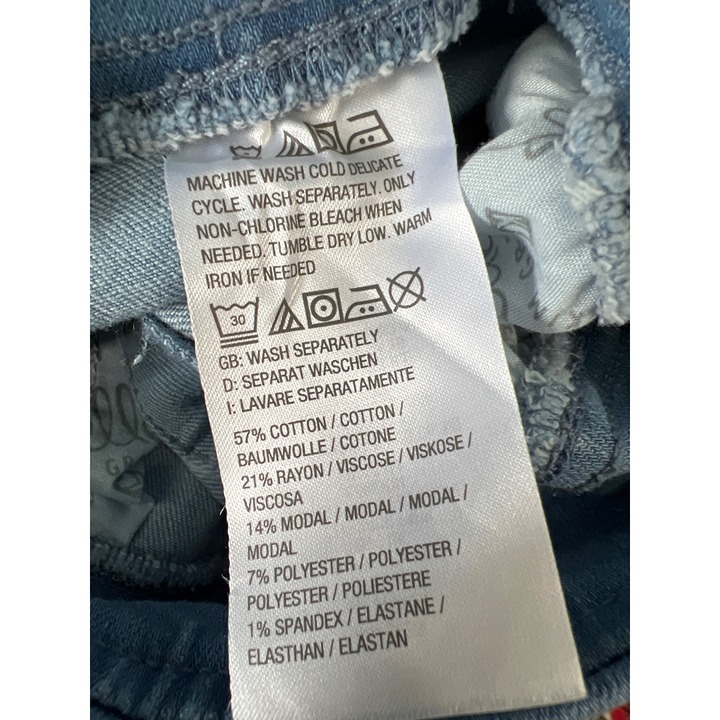 MACHINE WASH COLD DELICATE
CYCLE. WASH SEPARATELY. ONLY
NON-CHLORINE BLEACH WHEN
NEEDED. TUMBLE DRY LOW. WARM
IRON IF NEEDED
30
GB: WASH SEPARATELY
D: SEPARAT WASCHEN
I: LAVARE SEPARATAMENTE
57% COTTON / COTTON /
BAUMWOLLE / COTONE
21% RAYON / VISCOSE / VISKOSE /
VISCOSA
14% MODAL / MODAL / MODAL /
MODAL
7% POLYESTER / POLYESTER /
POLYESTER / POLIESTERE
1% SPANDEX / ELASTANE /
ELASTHAN / ELASTAN